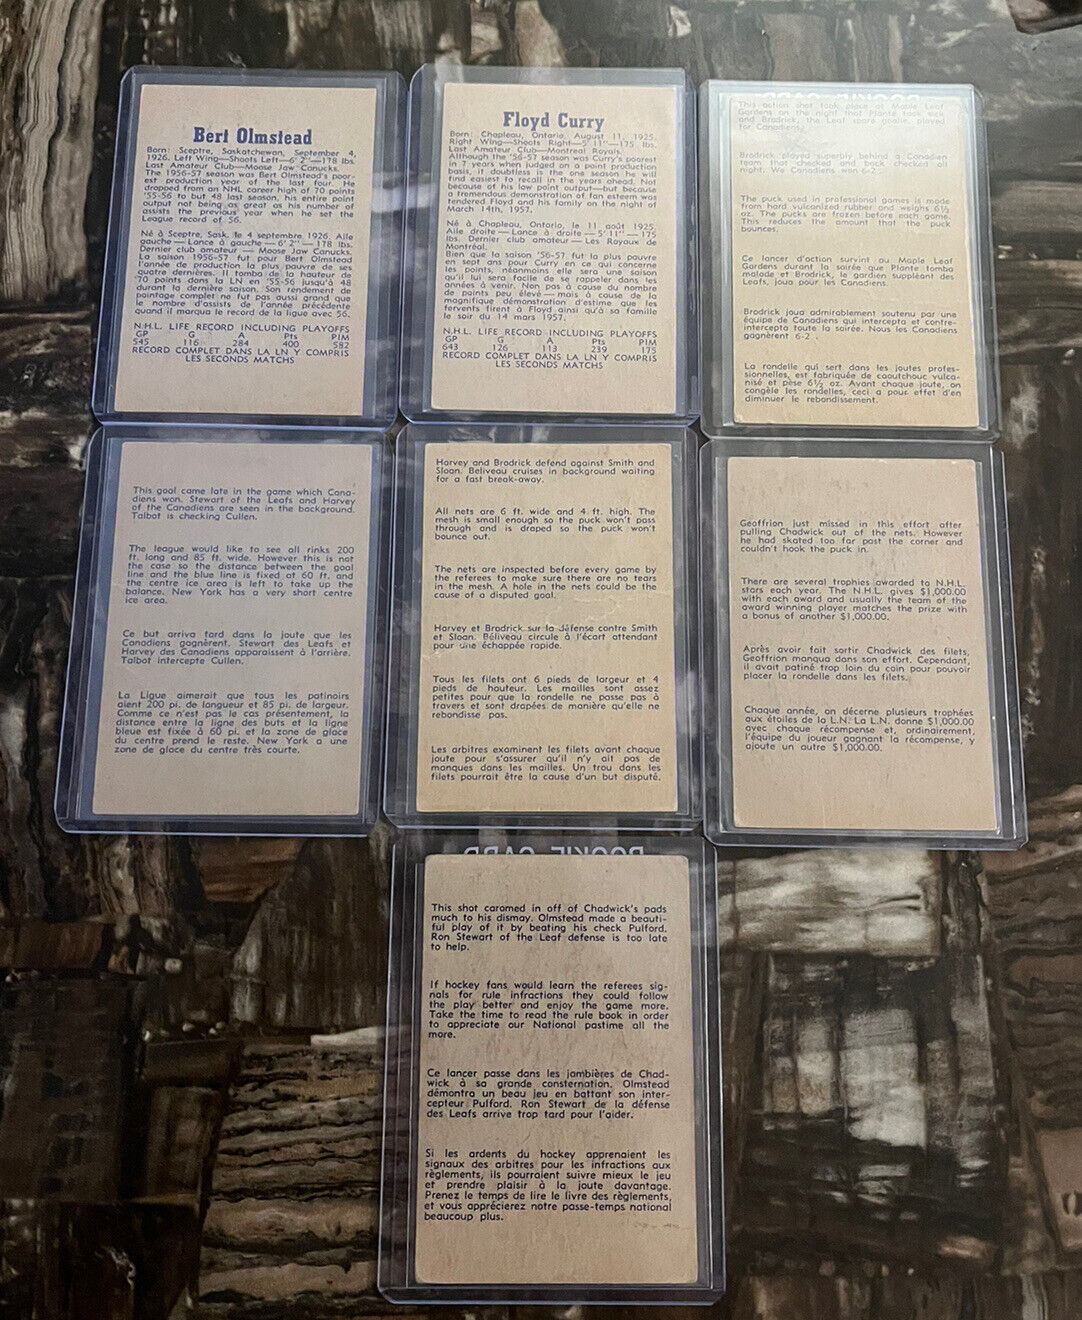 Bert Olmstead
Born: Sceptre, Saskatchewan, September 4,
1926. Left Wing—Shoots Left—6' 2"—178 lbs.
Last Amateur Club—Moose Jaw Canucks.
The 1956-57 season was Bert Olmstead's poor-
est production year of the last four. He
dropped from an NHL career high of 70 points
'55-56 to but 48 last season, his entire point
output not being as great as his number of
assists the previous year when he set the
League record of 56.
Né à Sceptre, Sask. le 4 septembre 1926. Aile
gauche—Lance à gauche — 6' 2" — 178 lbs.
Dernier club amateur — Moose Jaw Canucks.
La saison 1956-57 fut pour Bert Olmstead
l'année de production la plus pauvre de ses
quatre dernières. Il tomba de la hauteur de
70 points dans la LN en '55-56 jusqu'à 48
durant la dernière saison. Son rendement de
pointage complet ne fut pas aussi grand que
le nombre d'assists de l'année précédente
quand il marqua le record de la ligue avec 56.
N.H.L. LIFE RECORD INCLUDING PLAYOFFS
GP G A Pts PIM
545 116 284 400 582
RECORD COMPLET DANS LA LN Y COMPRIS
LES SECONDS MATCHS
Floyd Curry
Born: Chapleau, Ontario, August 11, 1925.
Right Wing—Shoots Right—5' 11"—175 lbs.
Last Amateur Club—Montreal Royals.
Although the '56-57 season was Curry's poorest
in 7 years when judged on a point production
basis, it doubtless is the one season he will
find easiest to recall in the years ahead. Not
because of his low point output—but because
a tremendous demonstration of fan esteem was
tendered Floyd and his family on the night of
March 14th, 1957.
Né à Chapleau, Ontario, le 11 août 1925.
Aile droite — Lance à droite — 5' 11" — 175
lbs. Dernier club amateur — Les Royaux de
Montréal.
Bien que la saison '56-57 fut la plus pauvre
en sept ans pour Curry en ce qui concerne
les points, néanmoins elle sera une saison
qu'il lui sera facile de se rappeler dans les
années à venir. Non pas à cause du nombre
de points peu élevé — mais à cause de la
magnifique démonstration d'estime que les
fervents firent à Floyd ainsi qu'à sa famille
le soir du 14 mars 1957.
N.H.L. LIFE RECORD INCLUDING PLAYOFFS
GP G A Pts PIM
643 126 113 239 175
RECORD COMPLET DANS LA LN Y COMPRIS
LES SECONDS MATCHS
This action shot took place at Maple Leaf
Gardens on the night that Plante took sick
and Brodrick, the Leaf spare goalie, played
for Canadiens.
Brodrick played superbly behind a Canadien
team that checked and back checked all
night. We Canadiens won 6-2
The puck used in professional games is made
from hard vulcanized rubber and weighs 6½
oz. The pucks are frozen before each game.
This reduces the amount that the puck
bounces.
Ce lancer d'action survint au Maple Leaf
Gardens durant la soirée que Plante tomba
malade et Brodrick, le gardien suppléant des
Leafs, joua pour les Canadiens.
Brodrick joua admirablement soutenu par une
équipe de Canadiens qui intercepta et contre-
intercepta toute la soirée. Nous les Canadiens
gagnèrent 6-2 .
La rondelle qui sert dans les joutes profes-
sionnelles, est fabriquée de caoutchouc vulca-
nisé et pèse 6½ oz. Avant chaque joute, on
congèle les rondelles, ceci a pour effet d'en
diminuer le rebondissement.
This goal came late in the game which Cana-
diens won. Stewart of the Leafs and Harvey
of the Canadiens are seen in the background.
Talbot is checking Cullen.
The league would like to see all rinks 200
ft. long and 85 ft. wide. However this is not
the case so the distance between the goal
line and the blue line is fixed at 60 ft. and
the centre ice area is left to take up the
balance. New York has a very short centre
ice area.
Ce but arriva tard dans la joute que les
Canadiens gagnèrent. Stewart des Leafs et
Harvey des Canadiens apparaissent à l'arrière.
Talbot intercepte Cullen.
La Ligue aimerait que tous les patinoirs
aient 200 pi. de longueur et 85 pi. de largeur.
Comme ce n'est pas le cas présentement, la
distance entre la ligne des buts et la ligne
bleue est fixée à 60 pi. et la zone de glace
du centre prend le reste. New York a une
zone de glace du centre très courte.
Harvey and Brodrick defend against Smith and
Sloan. Beliveau cruises in background waiting
for a fast break-away.
All nets are 6 ft. wide and 4 ft. high. The
mesh is small enough so the puck won't pass
through and is draped so the puck won't
bounce out.
The nets are inspected before every game by
the referees to make sure there are no tears
in the mesh. A hole in the nets could be the
cause of a disputed goal.
Harvey et Brodrick sur la défense contre Smith
et Sloan. Béliveau circule à l'écart attendant
pour une échappée rapide.
Tous les filets ont 6 pieds de largeur et 4
pieds de hauteur. Les mailles sont assez
petites pour que la rondelle ne passe pas à
travers et sont drapées de manière qu'elle ne
rebondisse pas.
Les arbitres examinent les filets avant chaque
joute pour s'assurer qu'il n'y ait pas de
manques dans les mailles. Un trou dans les
filets pourrait être la cause d'un but disputé.
Geoffrion just missed in this effort after
pulling Chadwick out of the nets. However
he had skated too far past the corner and
couldn't hook the puck in.
There are several trophies awarded to N.H.L.
stars each year. The N.H.L. gives $1,000.00
with each award and usually the team of the
award winning player matches the prize with
a bonus of another $1,000.00.
Après avoir fait sortir Chadwick des filets,
Geoffrion manqua dans son effort. Cependant,
il avait patiné trop loin du coin pour pouvoir
placer la rondelle dans les filets.
Chaque année, on décerne plusieurs trophées
aux étoiles de la L.N. La L.N. donne $1,000.00
avec chaque récompense et, ordinairement,
l'équipe du joueur gagnant la récompense, y
ajoute un autre $1,000.00.
ROOKIE CARD
This shot caromed in off of Chadwick's pads
much to his dismay. Olmstead made a beauti-
ful play of it by beating his check Pulford.
Ron Stewart of the Leaf defense is too late
to help.
If hockey fans would learn the referees sig-
nals for rule infractions they could follow
the play better and enjoy the game more.
Take the time to read the rule book in order
to appreciate our National pastime all the
more.
Ce lancer passe dans les jambières de Chad-
wick à sa grande consternation. Olmstead
démontra un beau jeu en battant son inter-
cepteur Pulford. Ron Stewart de la défense
des Leafs arrive trop tard pour l'aider.
Si les ardents du hockey apprenaient les
signaux des arbitres pour les infractions aux
règlements, ils pourraient suivre mieux le jeu
et prendre plaisir à la joute davantage.
Prenez le temps de lire le livre des règlements,
et vous apprécierez notre passe-temps national
beaucoup plus.